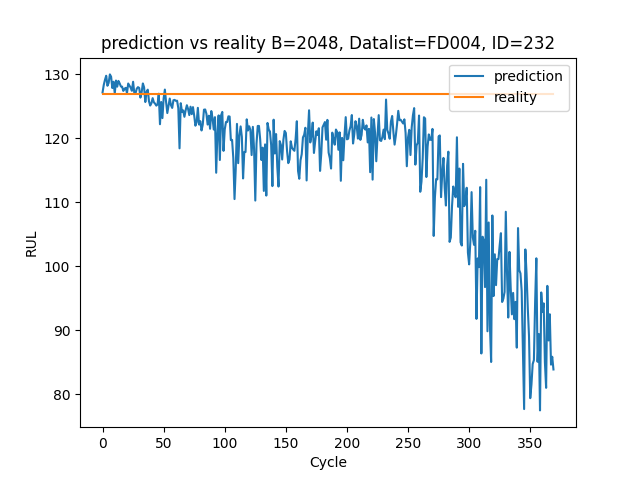 prediction vs reality B=2048, Datalist=FD004, ID=232
prediction
reality
130
120
110
100
90
80
RUL
0 50 100 150 200 250 300 350
Cycle